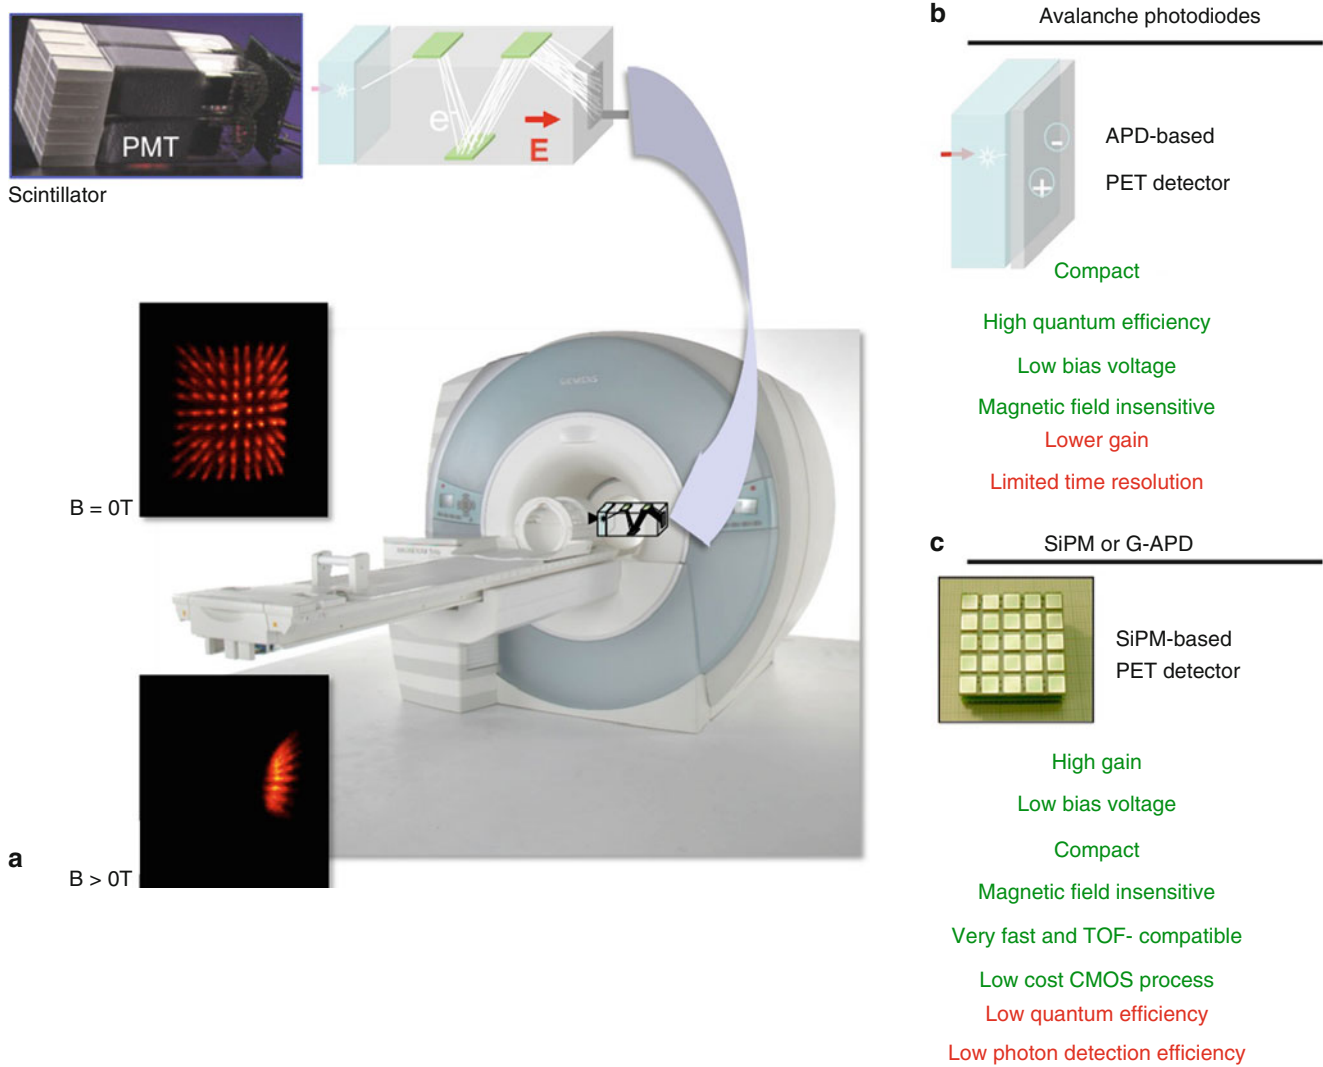 PMT
Scintillator
e-
E
B = 0T
SIEMENS
B > 0T
a
b
Avalanche photodiodes
APD-based
PET detector
-
+
Compact
High quantum efficiency
Low bias voltage
Magnetic field insensitive
Lower gain
Limited time resolution
c
SiPM or G-APD
SiPM-based
PET detector
High gain
Low bias voltage
Compact
Magnetic field insensitive
Very fast and TOF- compatible
Low cost CMOS process
Low quantum efficiency
Low photon detection efficiency